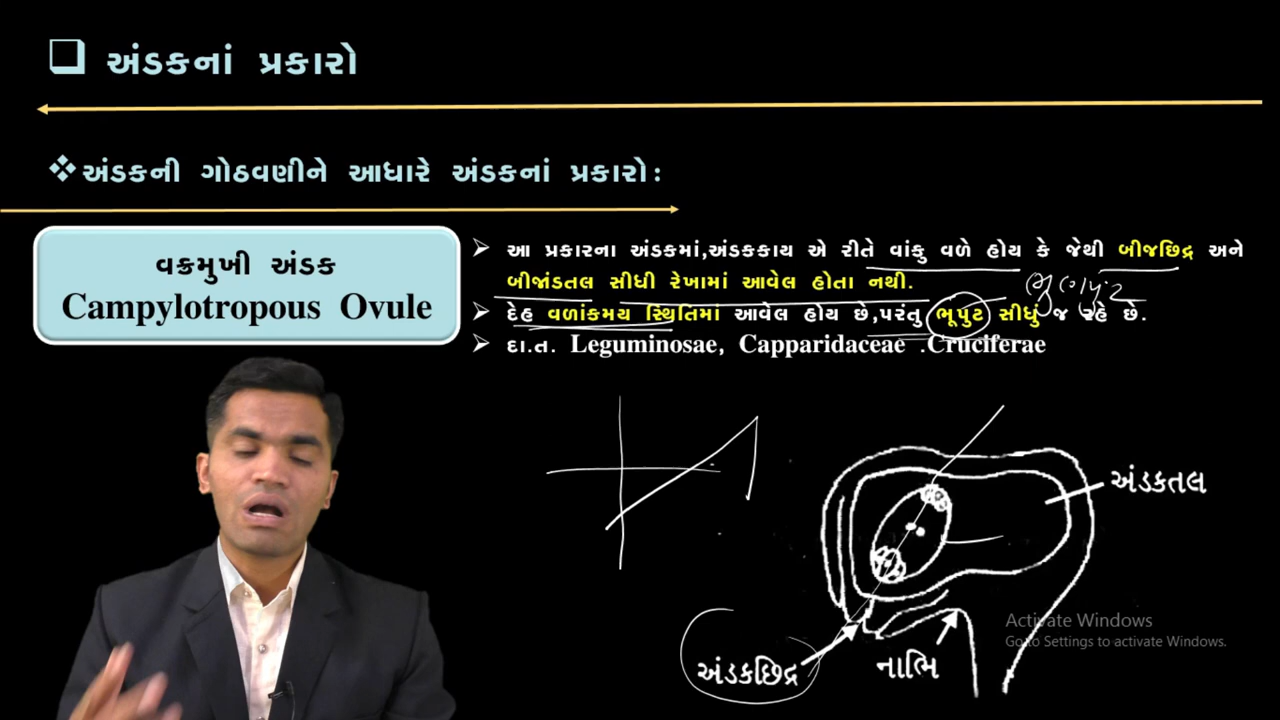 ❑ અંડકનાં પ્રકારો
❖અંડકની ગોઠવણીને આધારે અંડકનાં પ્રકારો:
વક્રમુખી અંડક
Campylotropous Ovule
➢ આ પ્રકારના અંડકમાં,અંડકકાય એ રીતે વાંકુ વળે હોય કે જેથી બીજછિદ્ર અને
બીજાંડતલ સીધી રેખામાં આવેલ હોતા નથી.
➢ દેહ વળાંકમય સ્થિતિમાં આવેલ હોય છે,પરંતુ ભૂપુટ સીધું જ રહે છે.
➢ દા.ત. Leguminosae, Capparidaceae .Cruciferae
અંડકતલ
અંડકછિદ્ર
નાભિ
Activate Windows
Go to Settings to activate Windows.